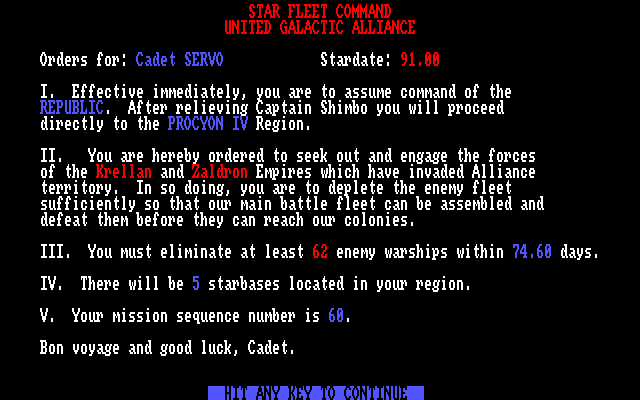 STAR FLEET COMMAND
UNITED GALACTIC ALLIANCE
Orders for: Cadet SERVO Stardate: 91.00
I. Effective immediately, you are to assume command of the
REPUBLIC. After relieving Captain Shimbo you will proceed
directly to the PROCYON IV Region.
II. You are hereby ordered to seek out and engage the forces
of the Krellan and Zaldron Empires which have invaded Alliance
territory. In so doing, you are to deplete the enemy fleet
sufficiently so that our main battle fleet can be assembled and
defeat them before they can reach our colonies.
III. You must eliminate at least 62 enemy warships within 74.60 days.
IV. There will be 5 starbases located in your region.
V. Your mission sequence number is 60.
Bon voyage and good luck, Cadet.
HIT ANY KEY TO CONTINUE